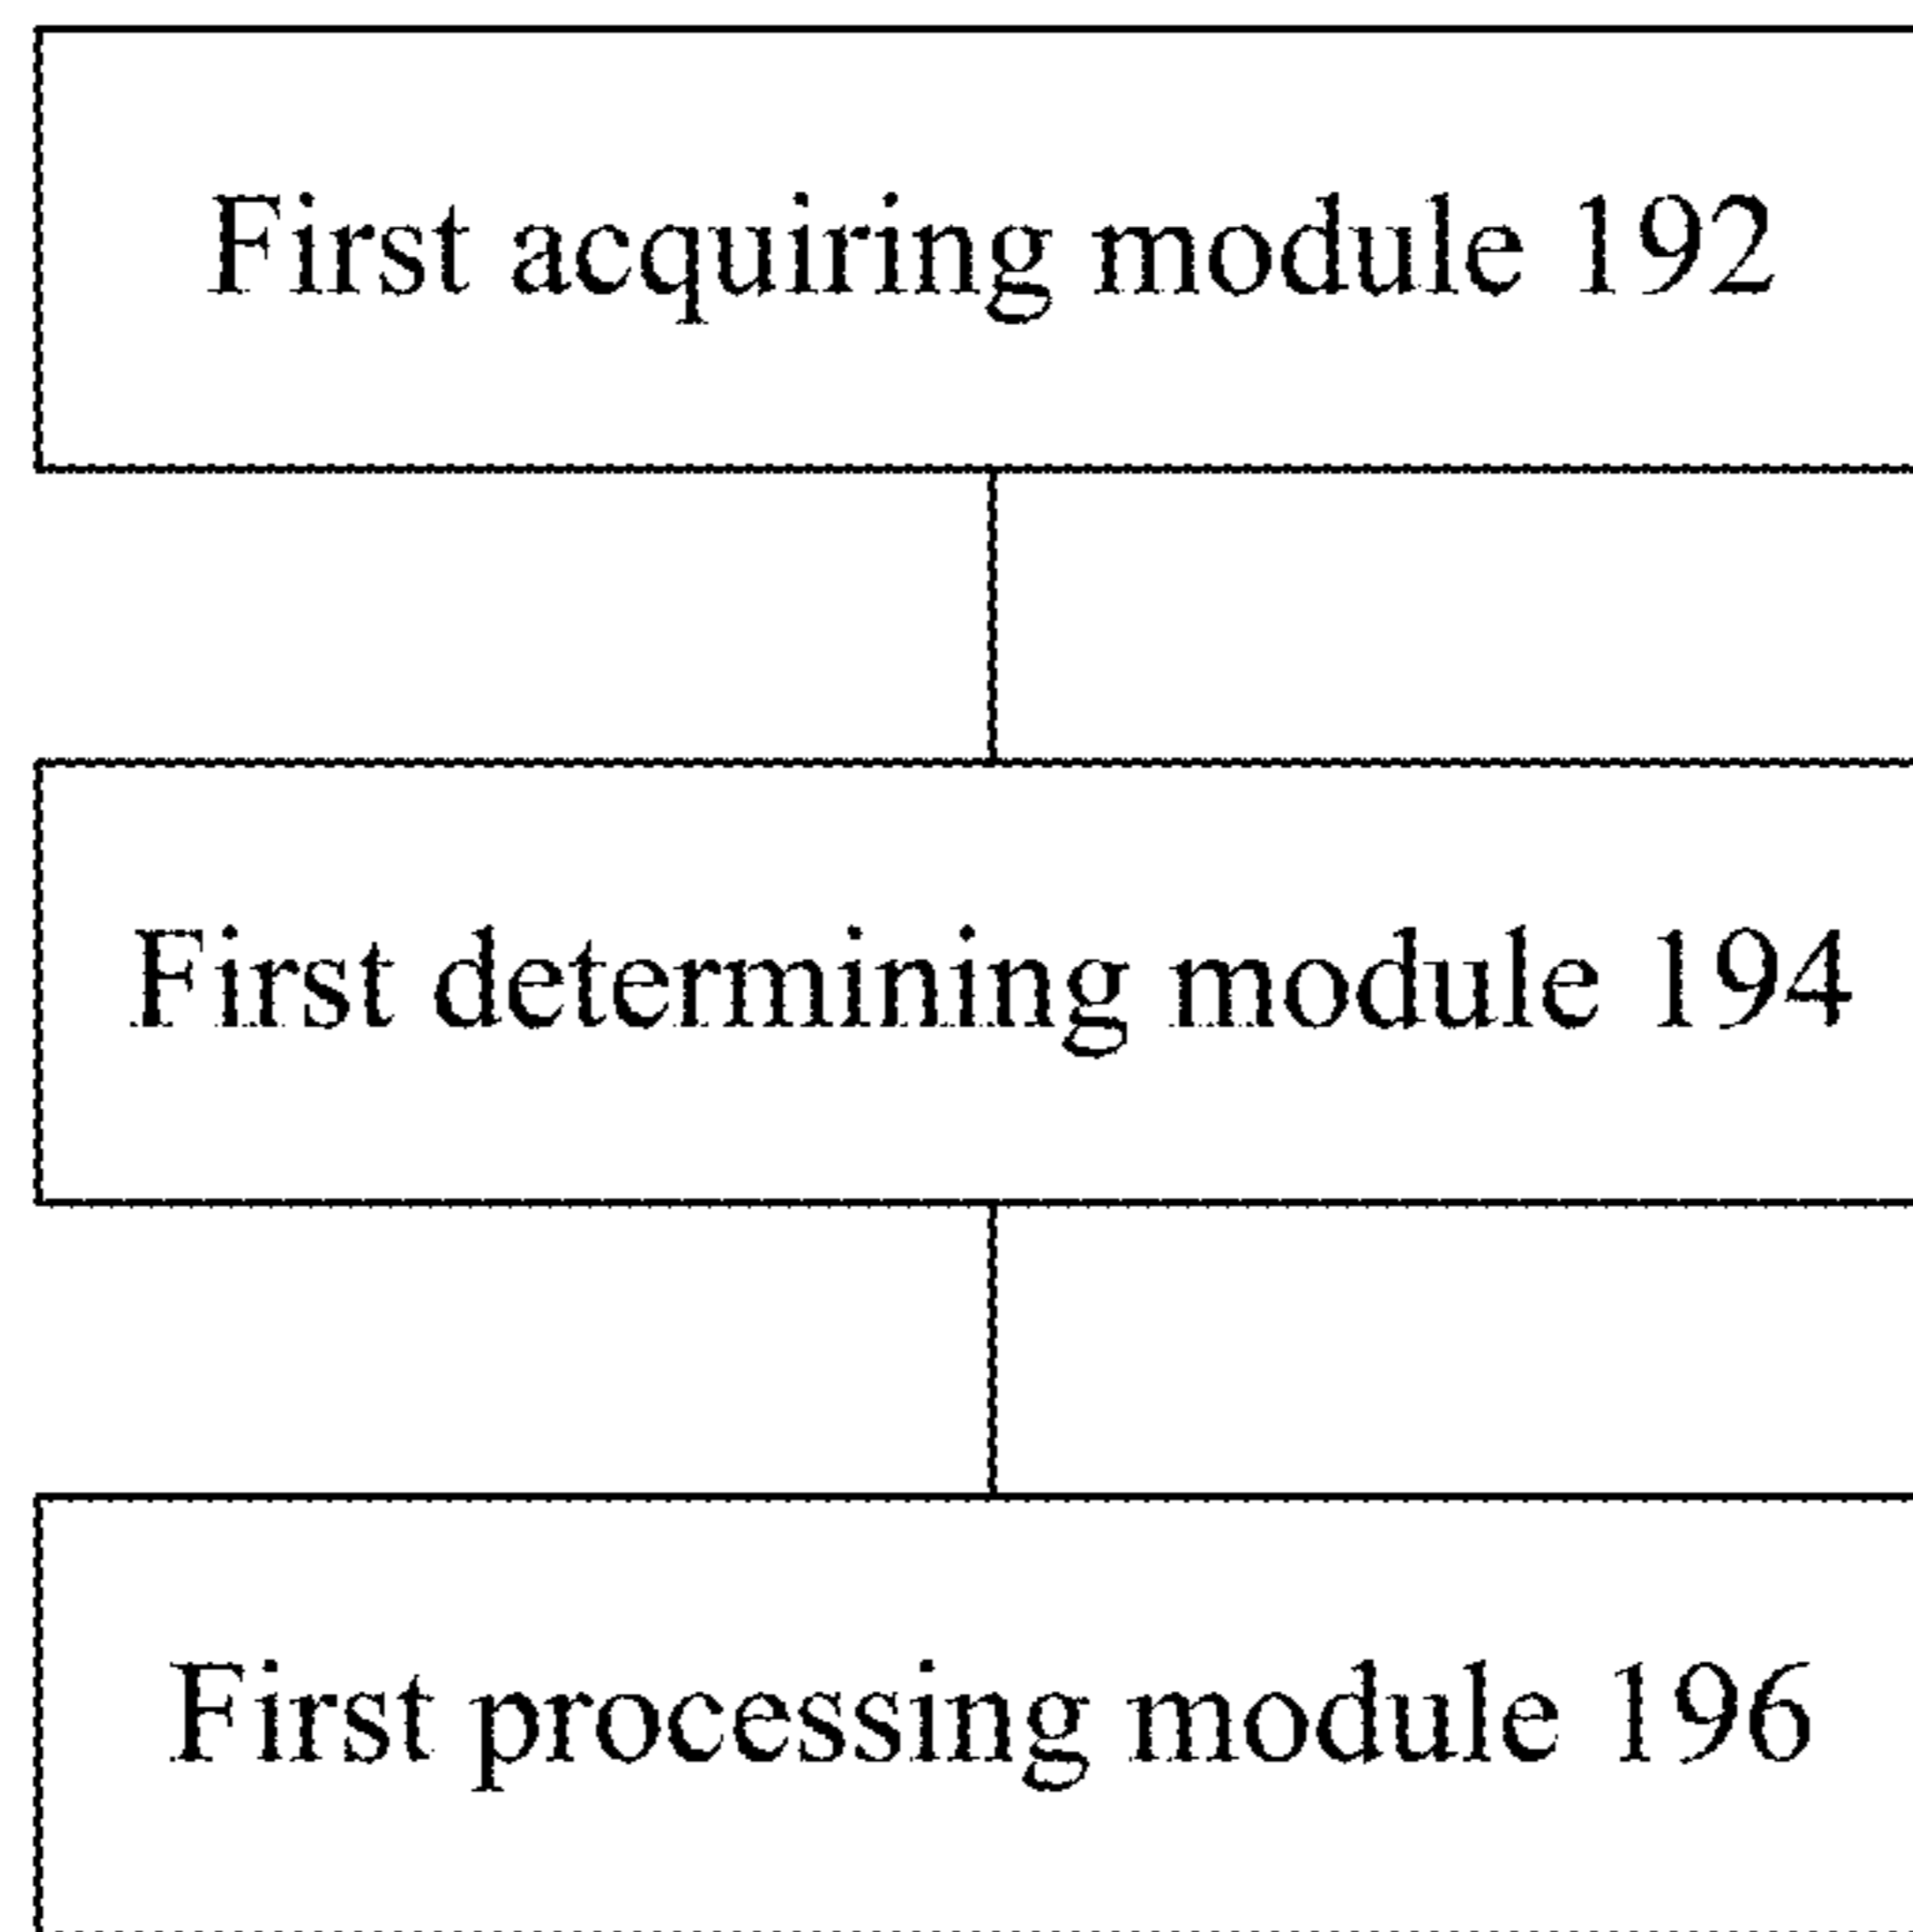 First acquiring module 192
First determining module 194
First processing module 196